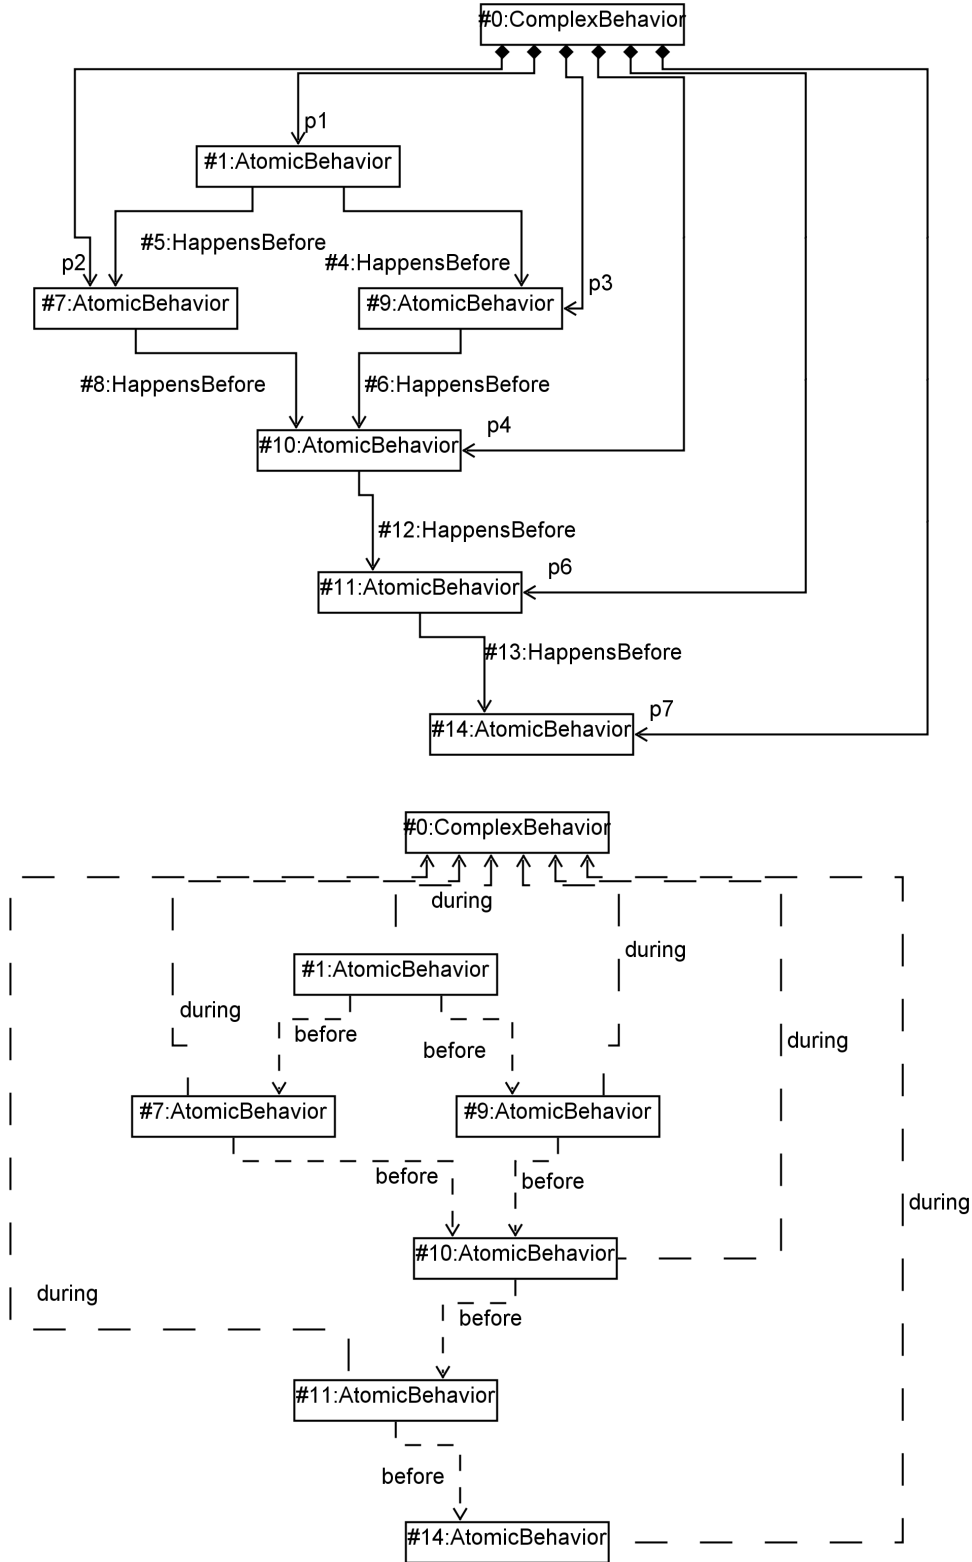 #0:ComplexBehavior
p1
#1:AtomicBehavior
#5:HappensBefore
#4:HappensBefore
p2
p3
#7:AtomicBehavior
#9:AtomicBehavior
#8:HappensBefore
#6:HappensBefore
p4
#10:AtomicBehavior
#12:HappensBefore
p6
#11:AtomicBehavior
#13:HappensBefore
p7
#14:AtomicBehavior
#0:ComplexBehavior
during
during
#1:AtomicBehavior
during
before
before
during
#7:AtomicBehavior
#9:AtomicBehavior
before
before
during
#10:AtomicBehavior
during
before
#11:AtomicBehavior
before
#14:AtomicBehavior